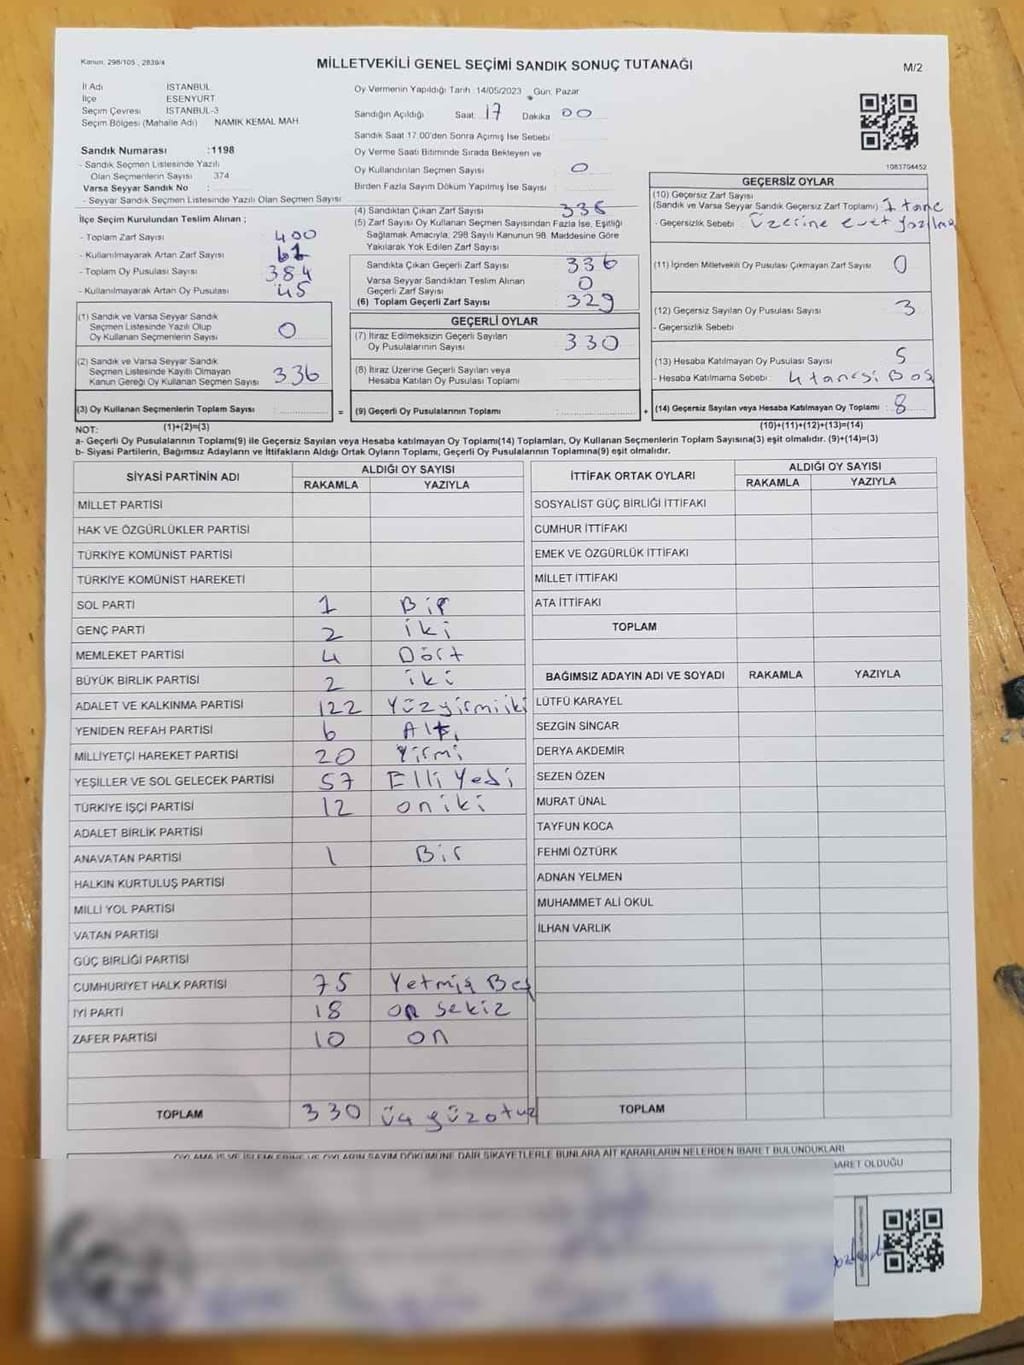 Kanun: 298/105 , 2839/4
MİLLETVEKİLİ GENEL SEÇİMİ SANDIK SONUÇ TUTANAĞI
M/2
İl Adı İSTANBUL
İlçe ESENYURT
Seçim Çevresi İSTANBUL-3
Seçim Bölgesi (Mahalle Adı) NAMIK KEMAL MAH
Sandık Numarası :1198
- Sandık Seçmen Listesinde Yazılı
Olan Seçmenlerin Sayısı 374
Varsa Seyyar Sandık No :
- Seyyar Sandık Seçmen Listesinde Yazılı Olan Seçmen Sayısı
Oy Vermenin Yapıldığı Tarih :14/05/2023 Gün: Pazar
Sandığın Açıldığı Saat 17 Dakika 00
Sandık Saat 17.00'den Sonra Açımış İse Sebebi
Oy Verme Saati Bitiminde Sırada Bekleyen ve
Oy Kullandırılan Seçmen Sayısı 0
Birden Fazla Sayım Döküm Yapılmış İse Sayısı
1083704452
İlçe Seçim Kurulundan Teslim Alınan ;
- Toplam Zarf Sayısı 400
- Kullanılmayarak Artan Zarf Sayısı
- Toplam Oy Pusulası Sayısı 384
- Kullanılmayarak Artan Oy Pusulası 45
(1) Sandık ve Varsa Seyyar Sandık
Seçmen Listesinde Yazılı Olup
Oy Kullanan Seçmenlerin Sayısı 0
(2) Sandık ve Varsa Seyyar Sandık
Seçmen Listesinde Kayıtlı Olmayan
Kanun Gereği Oy Kullanan Seçmen Sayısı 336
(3) Oy Kullanan Seçmenlerin Toplam Sayısı :
(4) Sandıktan Çıkan Zarf Sayısı 336
(5) Zarf Sayısı Oy Kullanan Seçmen Sayısından Fazla İse, Eşitliği
Sağlamak Amacıyla, 298 Sayılı Kanunun 98. Maddesine Göre
Yakılarak Yok Edilen Zarf Sayısı
Sandıkta Çıkan Geçerli Zarf Sayısı 336
Varsa Seyyar Sandıktan Teslim Alınan
Geçerli Zarf Sayısı 0
(6) Toplam Geçerli Zarf Sayısı 329
GEÇERLİ OYLAR
(7) İtiraz Edilmeksizin Geçerli Sayılan
Oy Pusulalarının Sayısı 330
(8) İtiraz Üzerine Geçerli Sayılan veya
Hesaba Katılan Oy Pusulası Toplamı
= (9) Geçerli Oy Pusulalarının Toplamı :
GEÇERSİZ OYLAR
(10) Geçersiz Zarf Sayısı
(Sandık ve Varsa Seyyar Sandık Geçersiz Zarf Toplamı) 1 tane
- Geçersizlik Sebebi Üzerine evet yazılmış
(11) İçinden Milletvekili Oy Pusulası Çıkmayan Zarf Sayısı 0
(12) Geçersiz Sayılan Oy Pusulası Sayısı 3
- Geçersizlik Sebebi
(13) Hesaba Katılmayan Oy Pusulası Sayısı 5
- Hesaba Katılmama Sebebi : 4 tanesi Boş
+ (14) Geçersiz Sayılan veya Hesaba Katılmayan Oy Toplamı : 8
NOT: (1)+(2)=(3) (10)+(11)+(12)+(13)=(14)
a- Geçerli Oy Pusulalarının Toplamı(9) ile Geçersiz Sayılan veya Hesaba katılmayan Oy Toplamı(14) Toplamları, Oy Kullanan Seçmenlerin Toplam Sayısına(3) eşit olmalıdır. (9)+(14)=(3)
b- Siyasi Partilerin, Bağımsız Adayların ve İttifakların Aldığı Ortak Oyların Toplamı, Geçerli Oy Pusulalarının Toplamına(9) eşit olmalıdır.
SİYASİ PARTİNİN ADI ALDIĞI OY SAYISI
RAKAMLA YAZIYLA
MİLLET PARTİSİ
HAK VE ÖZGÜRLÜKLER PARTİSİ
TÜRKİYE KOMÜNİST PARTİSİ
TÜRKİYE KOMÜNİST HAREKETİ
SOL PARTİ 1 Bir
GENÇ PARTİ 2 iki
MEMLEKET PARTİSİ 4 Dört
BÜYÜK BİRLİK PARTİSİ 2 iki
ADALET VE KALKINMA PARTİSİ 122 Yüzyirmiiki
YENİDEN REFAH PARTİSİ 6 Altı
MİLLİYETÇİ HAREKET PARTİSİ 20 Yirmi
YEŞİLLER VE SOL GELECEK PARTİSİ 57 Elli Yedi
TÜRKİYE İŞÇİ PARTİSİ 12 oniki
ADALET BİRLİK PARTİSİ
ANAVATAN PARTİSİ 1 Bir
HALKIN KURTULUŞ PARTİSİ
MİLLİ YOL PARTİSİ
VATAN PARTİSİ
GÜÇ BİRLİĞİ PARTİSİ
CUMHURİYET HALK PARTİSİ 75 Yetmiş Beş
İYİ PARTİ 18 on sekiz
ZAFER PARTİSİ 10 on
TOPLAM 330 üç yüzotuz
İTTİFAK ORTAK OYLARI ALDIĞI OY SAYISI
RAKAMLA YAZIYLA
SOSYALİST GÜÇ BİRLİĞİ İTTİFAKI
CUMHUR İTTİFAKI
EMEK VE ÖZGÜRLÜK İTTİFAKI
MİLLET İTTİFAKI
ATA İTTİFAKI
TOPLAM
BAĞIMSIZ ADAYIN ADI VE SOYADI RAKAMLA YAZIYLA
LÜTFÜ KARAYEL
SEZGİN SİNCAR
DERYA AKDEMİR
SEZEN ÖZEN
MURAT ÜNAL
TAYFUN KOCA
FEHMİ ÖZTÜRK
ADNAN YELMEN
MUHAMMET ALİ OKUL
İLHAN VARLIK
TOPLAM
OYLAMA İŞ VE İŞLEMLERİNE VE OYLARIN SAYIM DÖKÜMÜNE DAİR ŞİKAYETLERLE BUNLARA AİT KARARLARIN NELERDEN İBARET BULUNDUKLARI
İBARET OLDUĞU